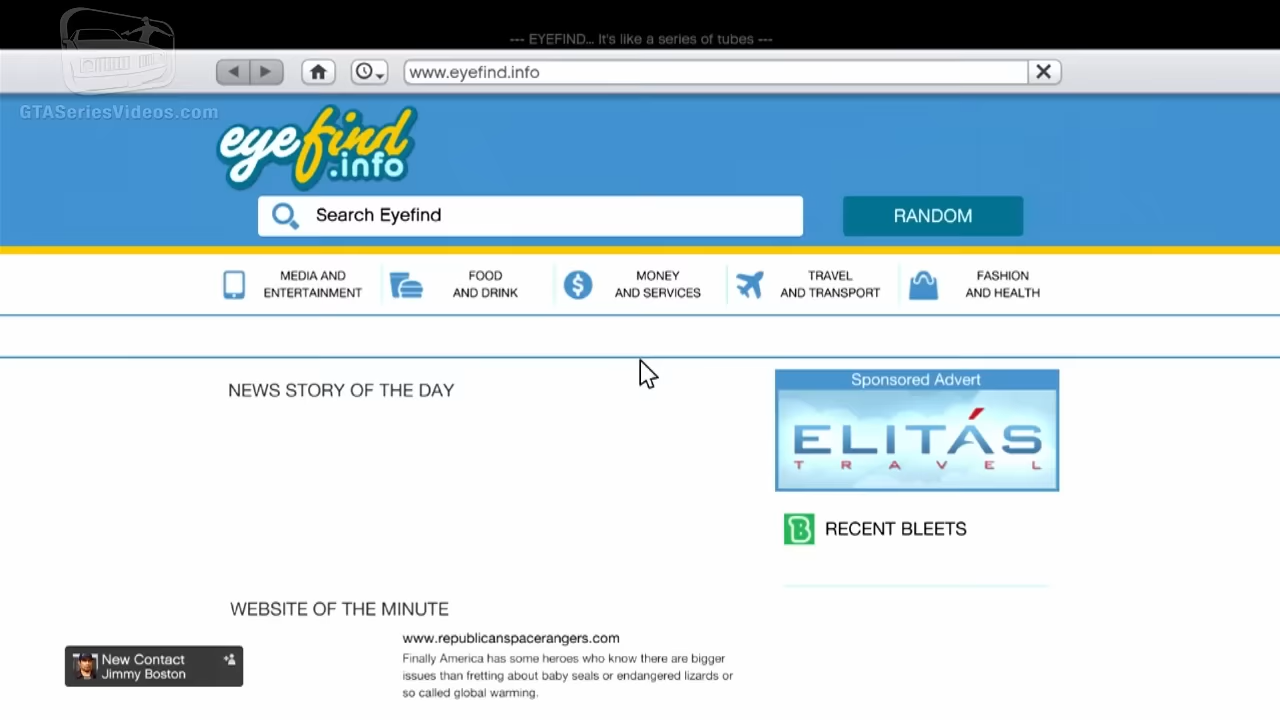 --- EYEFIND... It's like a series of tubes ---
www.eyefind.info
GTASeriesVideos.com
eyefind
.info
Search Eyefind
RANDOM
MEDIA AND
ENTERTAINMENT
FOOD
AND DRINK
MONEY
AND SERVICES
TRAVEL
AND TRANSPORT
FASHION
AND HEALTH
NEWS STORY OF THE DAY
Sponsored Advert
ELITÁS
TRAVEL
RECENT BLEETS
WEBSITE OF THE MINUTE
www.republicanspacerangers.com
Finally America has some heroes who know there are bigger
issues than fretting about baby seals or endangered lizards or
so called global warming.
New Contact
Jimmy Boston